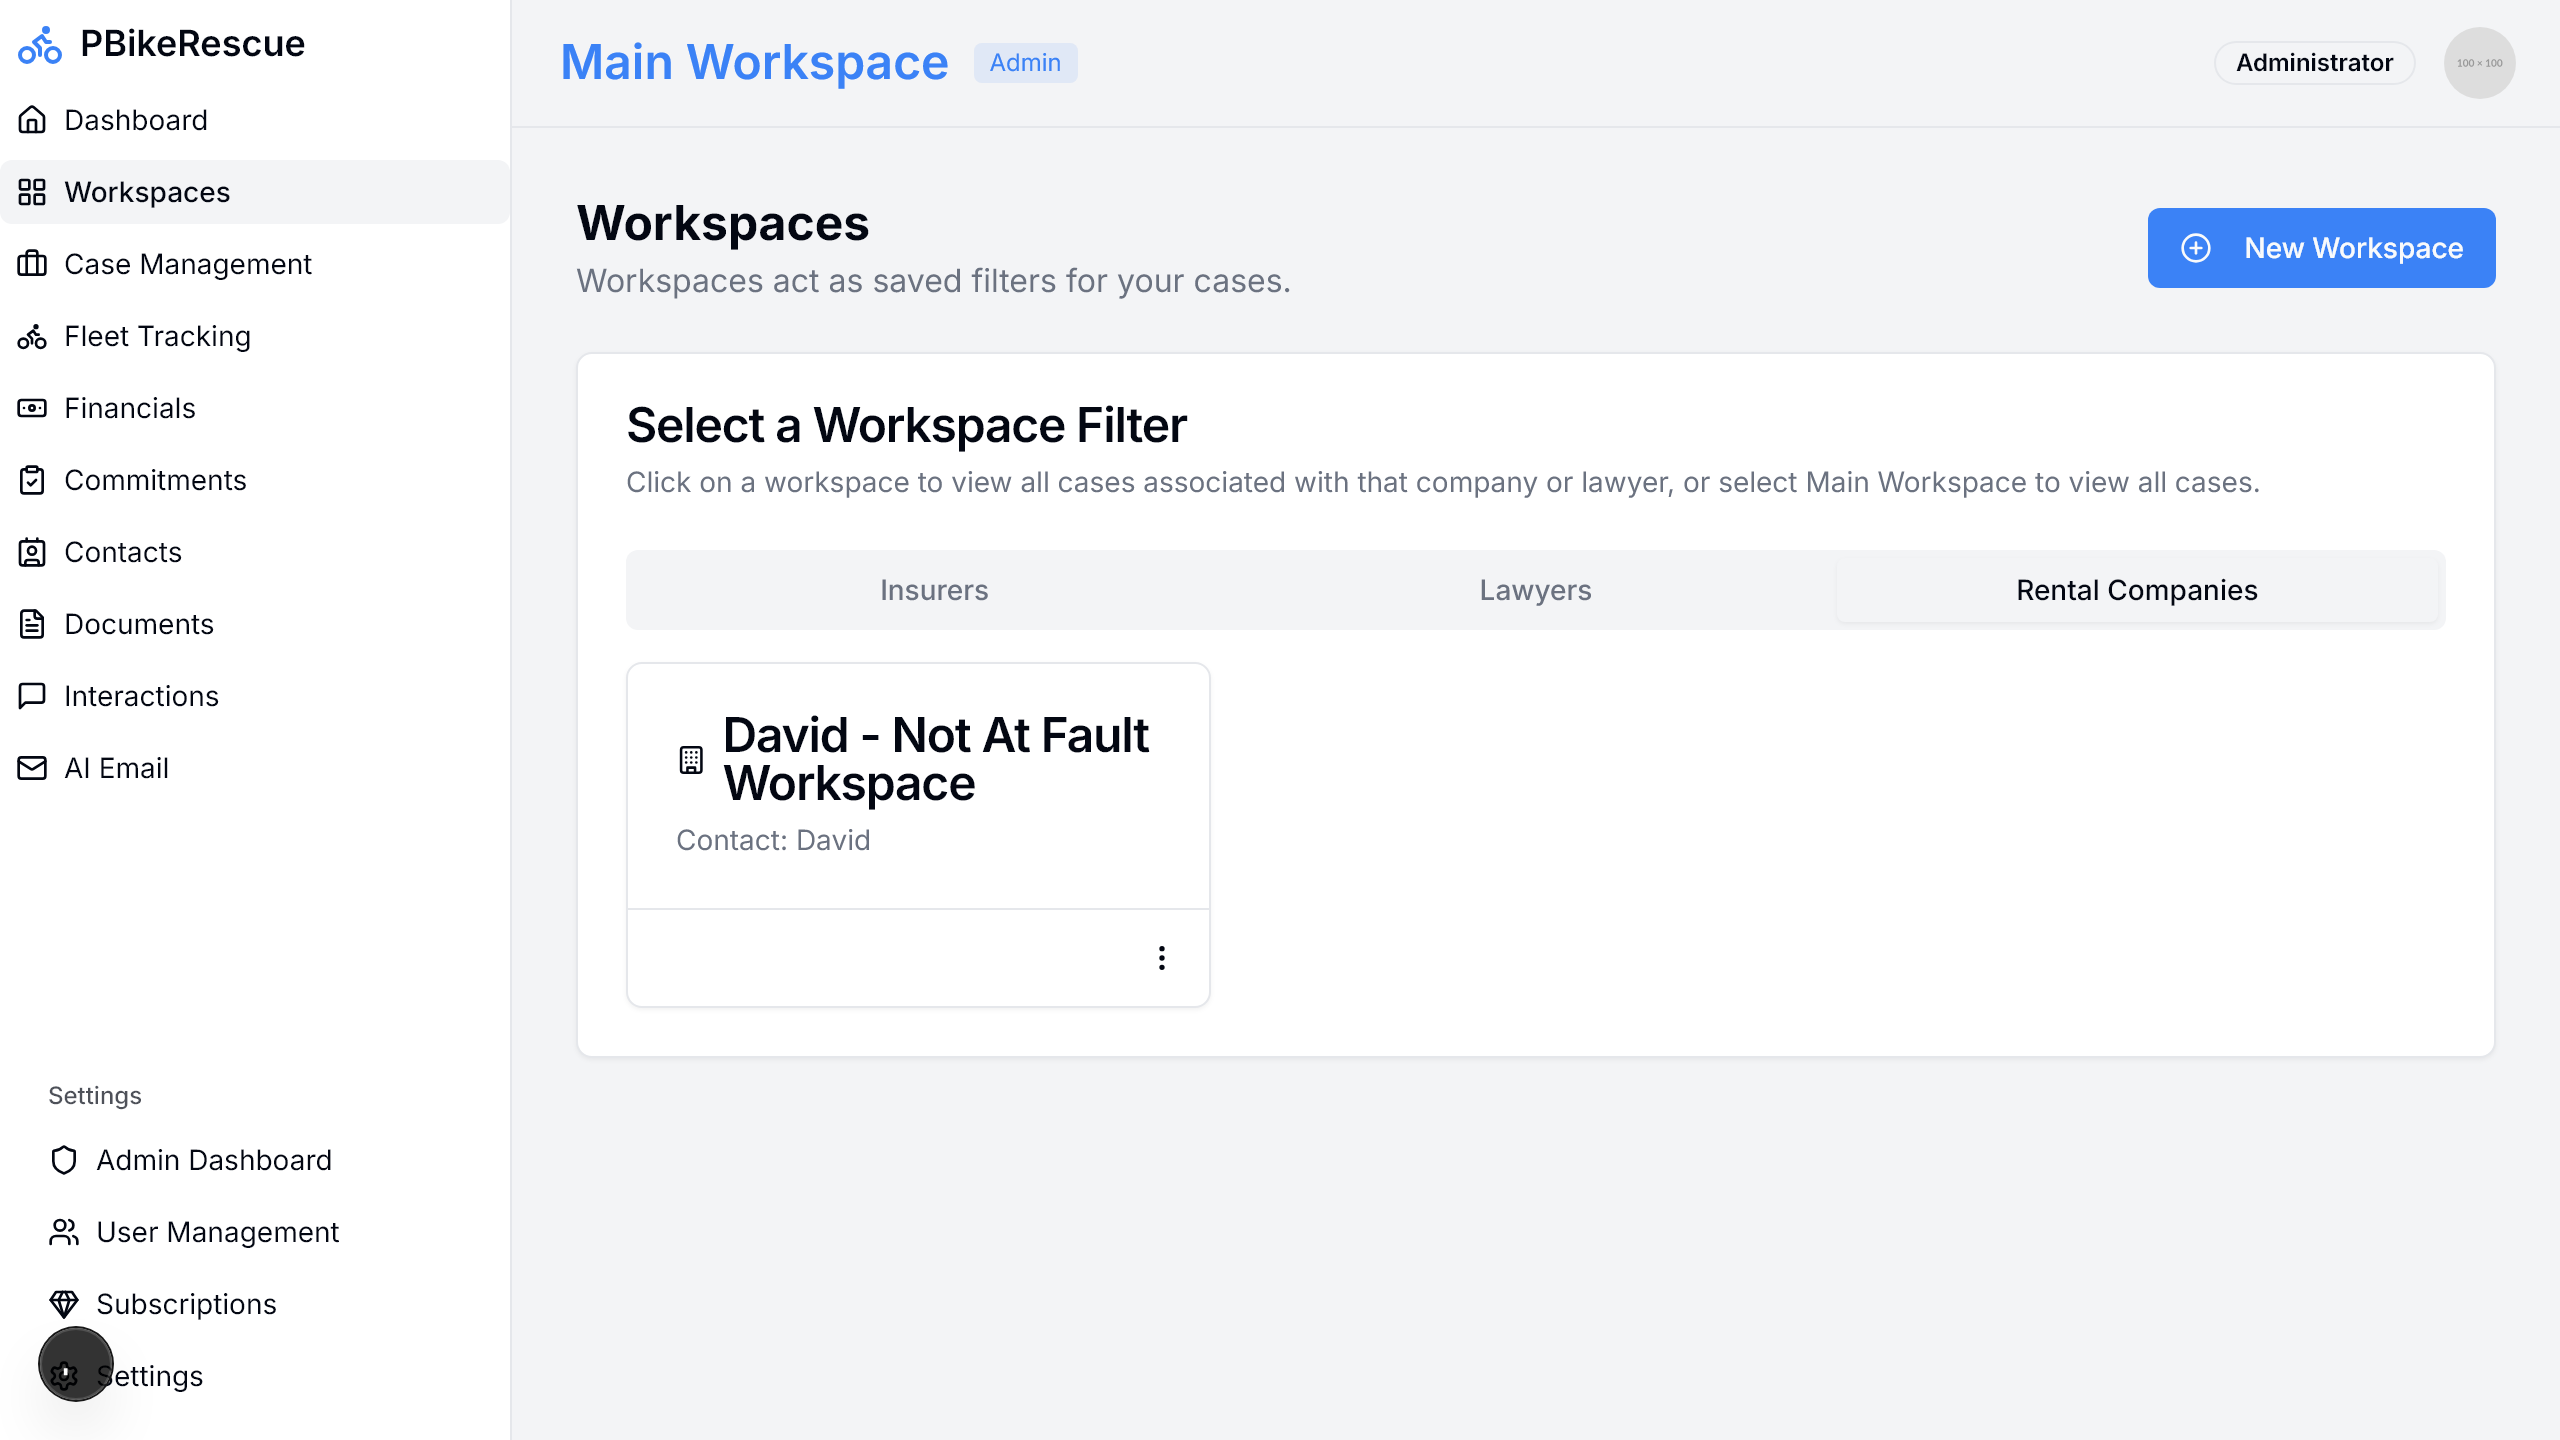 PBikeRescue
Dashboard
Workspaces
Case Management
Fleet Tracking
Financials
Commitments
Contacts
Documents
Interactions
AI Email
Settings
Admin Dashboard
User Management
Subscriptions
Settings
Main Workspace
Admin
Administrator
100 × 100
Workspaces
Workspaces act as saved filters for your cases.
New Workspace
Select a Workspace Filter
Click on a workspace to view all cases associated with that company or lawyer, or select Main Workspace to view all cases.
Insurers
Lawyers
Rental Companies
David - Not At Fault
Workspace
Contact: David